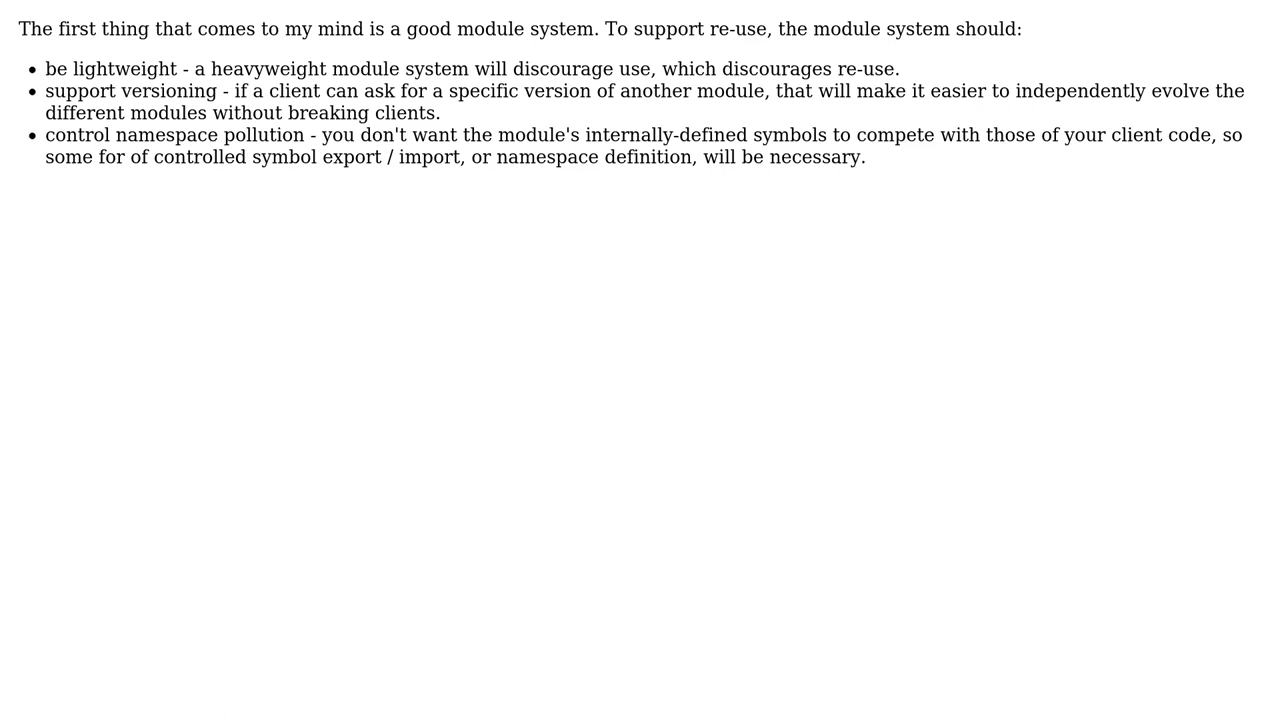 The first thing that comes to my mind is a good module system. To support re-use, the module system should:
• be lightweight - a heavyweight module system will discourage use, which discourages re-use.
• support versioning - if a client can ask for a specific version of another module, that will make it easier to independently evolve the
different modules without breaking clients.
• control namespace pollution - you don't want the module's internally-defined symbols to compete with those of your client code, so
some for of controlled symbol export / import, or namespace definition, will be necessary.